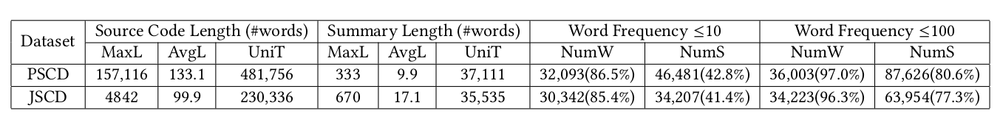 Dataset Source Code Length (#words) Summary Length (#words) Word Frequency ≤10 Word Frequency ≤100
MaxL AvgL UniT MaxL AvgL UniT NumW NumS NumW NumS
PSCD 157,116 133.1 481,756 333 9.9 37,111 32,093(86.5%) 46,481(42.8%) 36,003(97.0%) 87,626(80.6%)
JSCD 4842 99.9 230,336 670 17.1 35,535 30,342(85.4%) 34,207(41.4%) 34,223(96.3%) 63,954(77.3%)